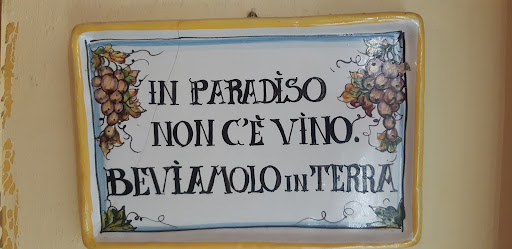 IN PARADÌSO
NON C'È VÌNO.
BEVÌAMOLO IN TERRA